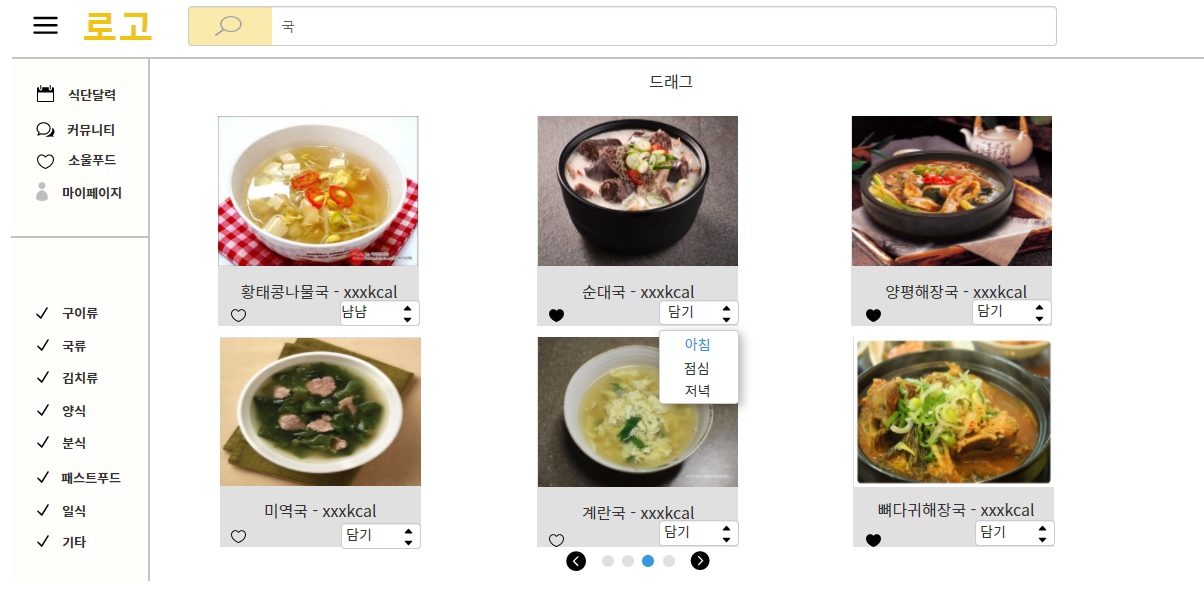 로고
국
식단달력
커뮤니티
소울푸드
마이페이지
구이류
국류
김치류
양식
분식
패스트푸드
일식
기타
드래그
황태콩나물국 - xxxkcal
냠냠
순대국 - xxxkcal
담기
아침
점심
저녁
양평해장국 - xxxkcal
담기
미역국 - xxxkcal
담기
계란국 - xxxkcal
담기
뼈다귀해장국 - xxxkcal
담기